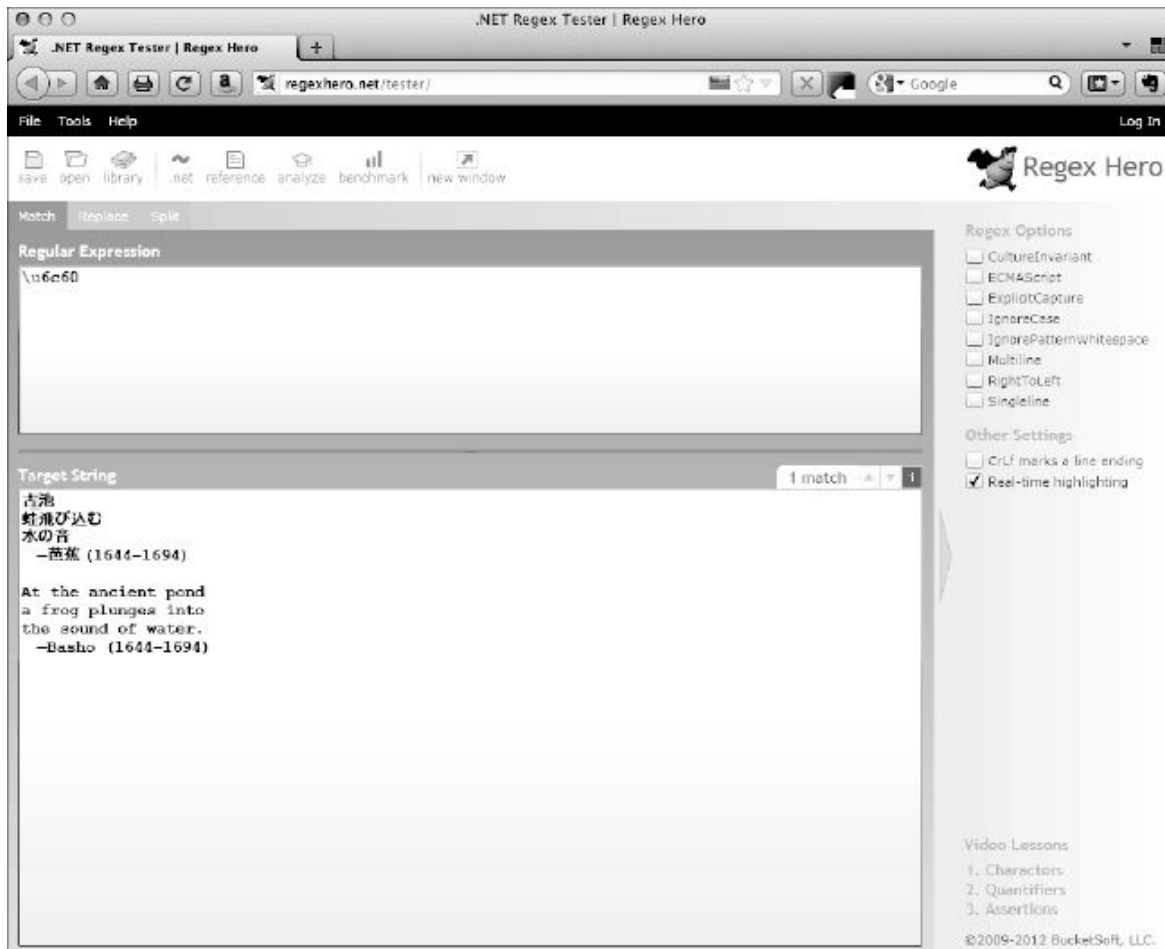 .NET Regex Tester | Regex Hero
.NET Regex Tester | Regex Hero
+
regexhero.net/tester/
Google
File Tools Help
Log In
save open library .net reference analyze benchmark new window
Regex Hero
Match Replace Split
Regular Expression
\u6c60
Regex Options
CultureInvariant
ECMAScript
ExplicitCapture
IgnoreCase
IgnorePatternWhitespace
Multiline
RightToLeft
Singleline
Other Settings
CrLf marks a line ending
Real-time highlighting
Target String
1 match
i
古池
蛙飛び込む
水の音
—芭蕉 (1644–1694)
At the ancient pond
a frog plunges into
the sound of water.
—Basho (1644–1694)
Video Lessons
1. Characters
2. Quantifiers
3. Assertions
©2009-2012 BucketSoft, LLC.